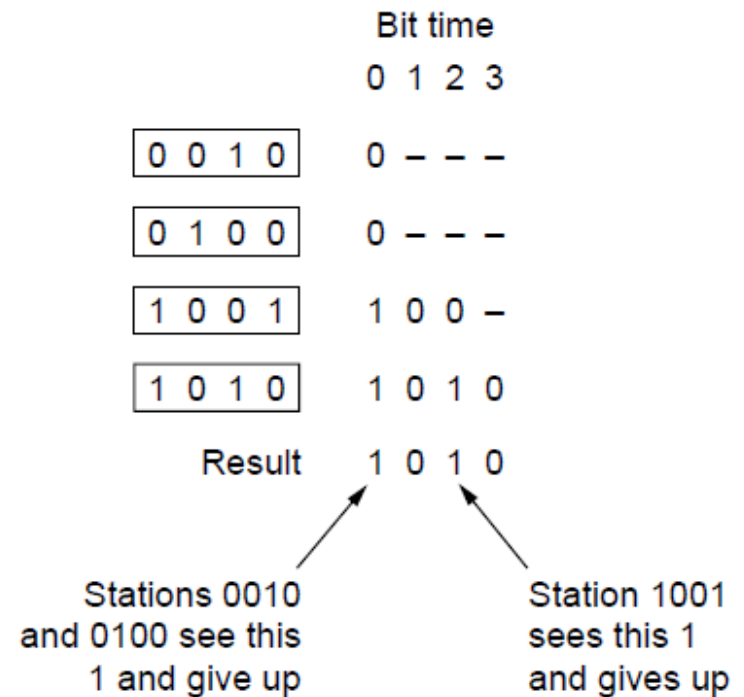 Bit time
0 1 2 3
0 0 1 0 0 – – –
0 1 0 0 0 – – –
1 0 0 1 1 0 0 –
1 0 1 0 1 0 1 0
Result 1 0 1 0
Stations 0010
and 0100 see this
1 and give up
Station 1001
sees this 1
and gives up